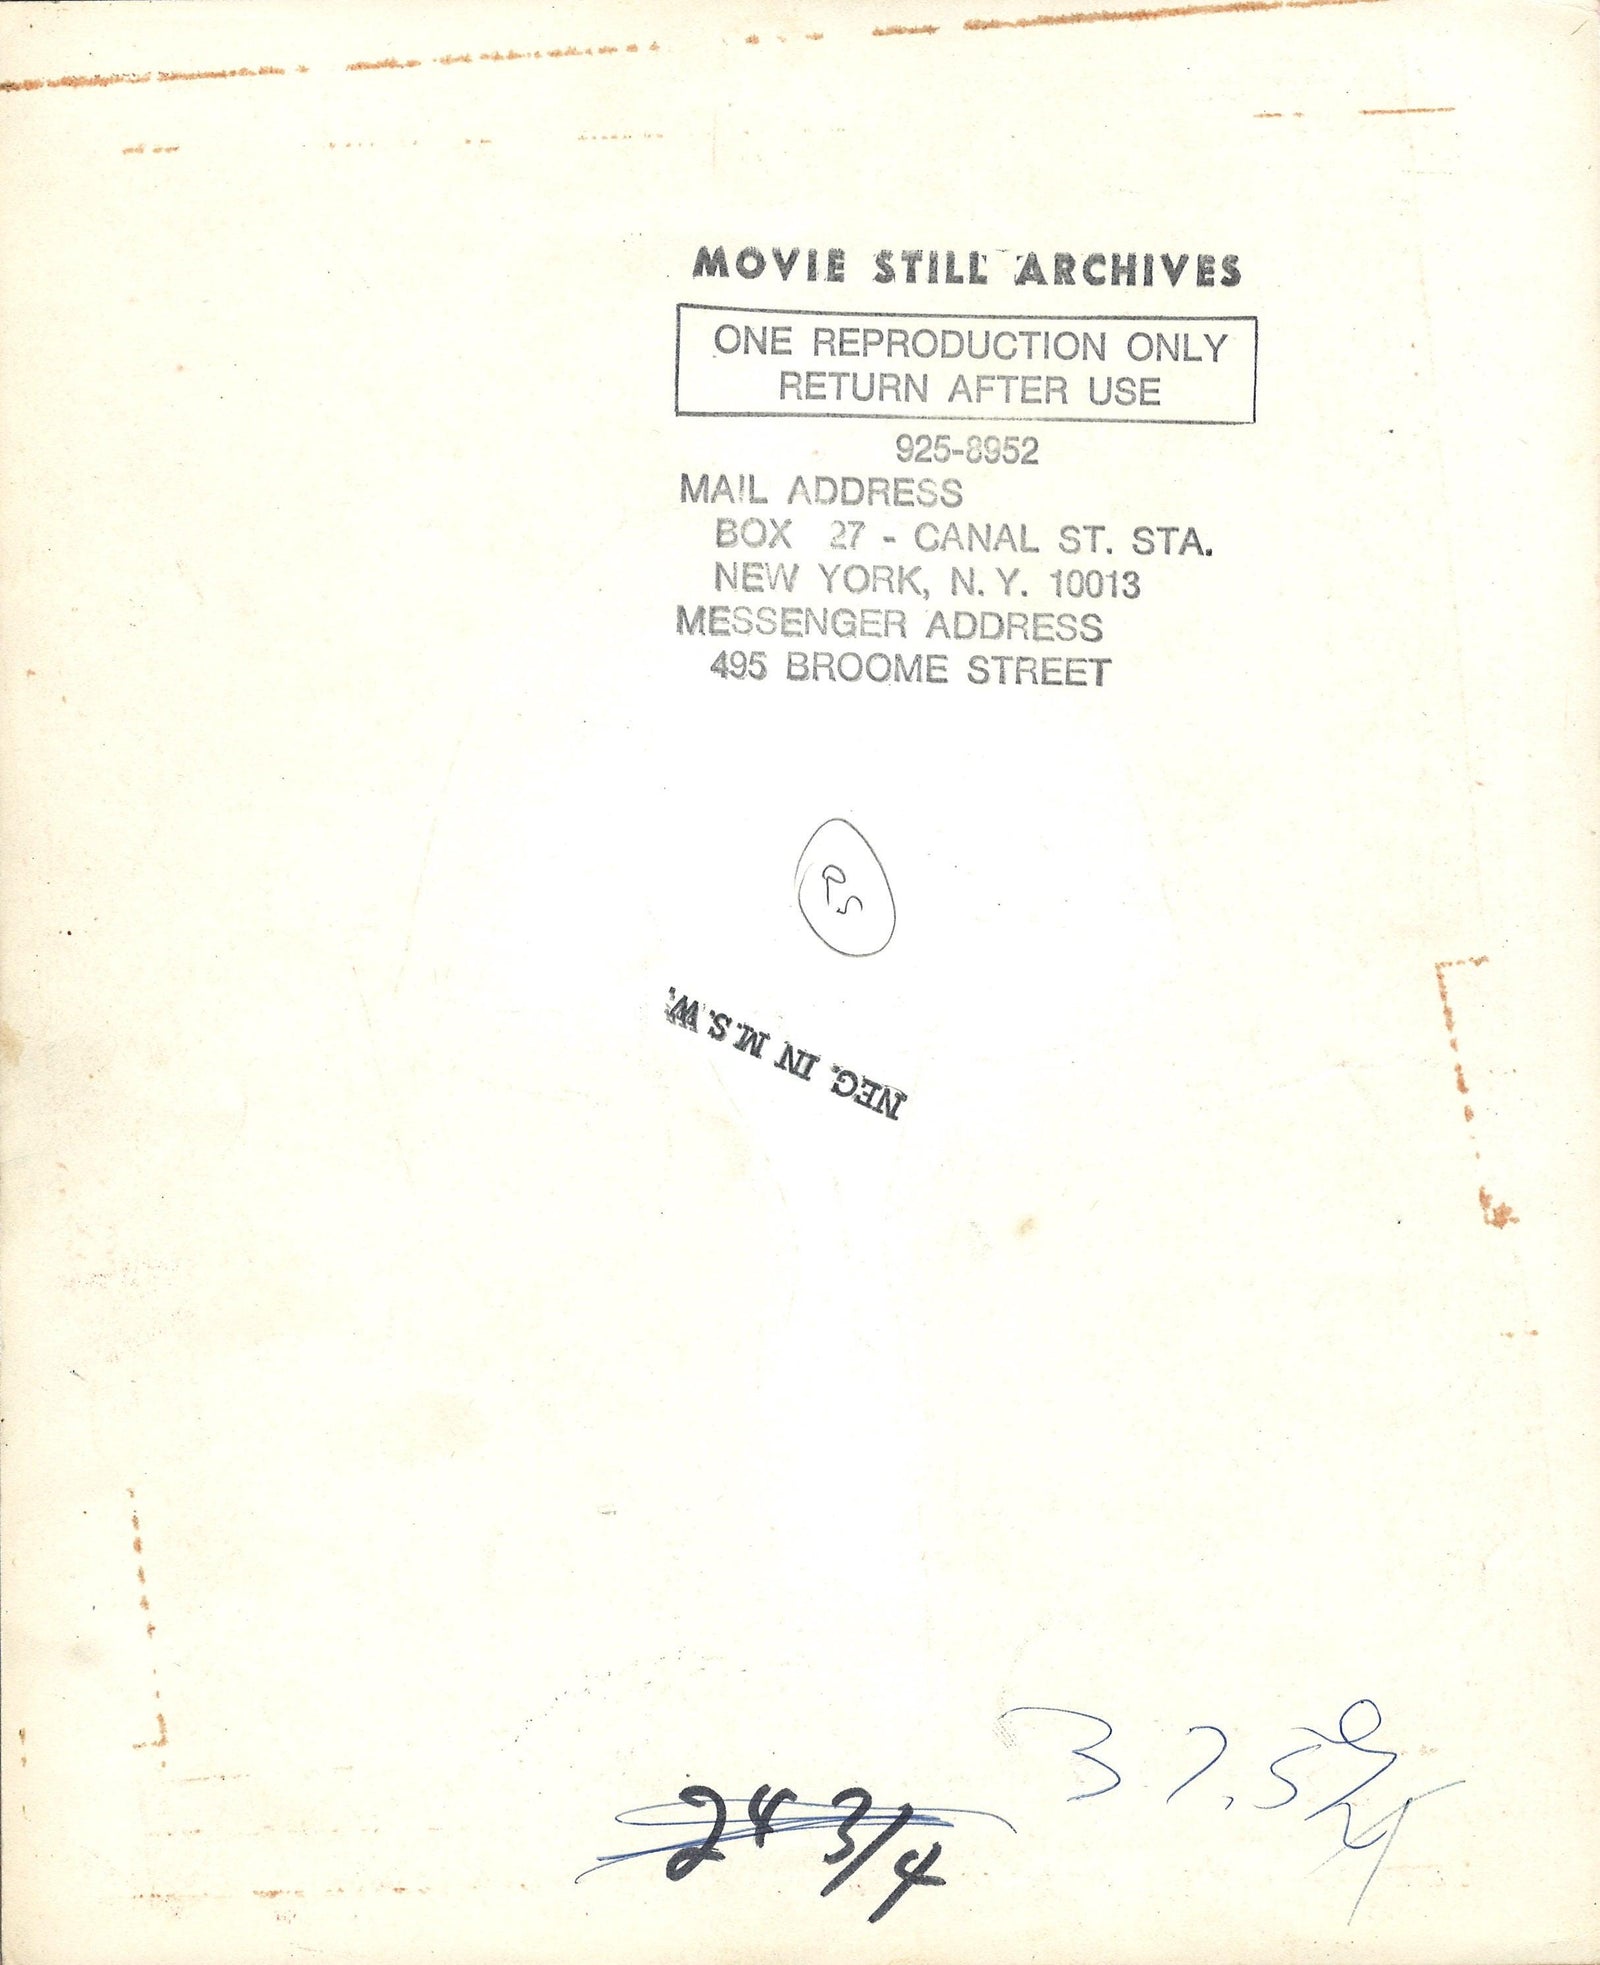 MOVIE STILL ARCHIVES
ONE REPRODUCTION ONLY
RETURN AFTER USE
925-8952
MAIL ADDRESS
BOX 27 - CANAL ST. STA.
NEW YORK, N.Y. 10013
MESSENGER ADDRESS
495 BROOME STREET
NEG. IN M.S.W.
24 3/4